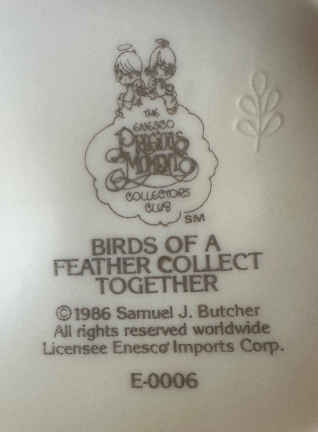 THE
ENESCO
Precious
Moments
COLLECTORS
CLUB
SM
BIRDS OF A
FEATHER COLLECT
TOGETHER
©1986 Samuel J. Butcher
All rights reserved worldwide
Licensee Enesco Imports Corp.
E-0006